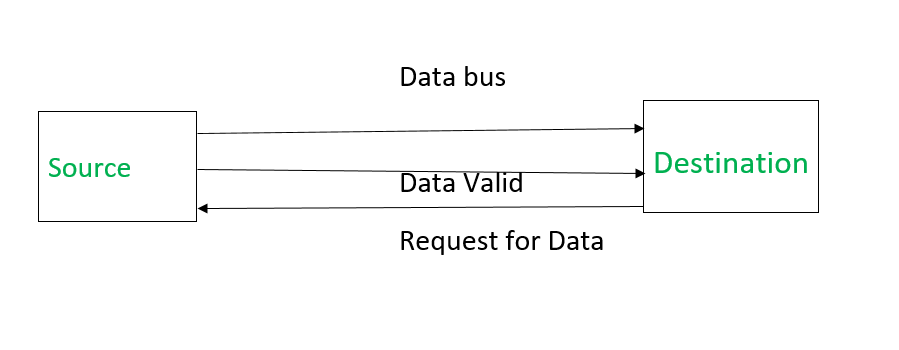 Data bus
Source
Destination
Data Valid
Request for Data